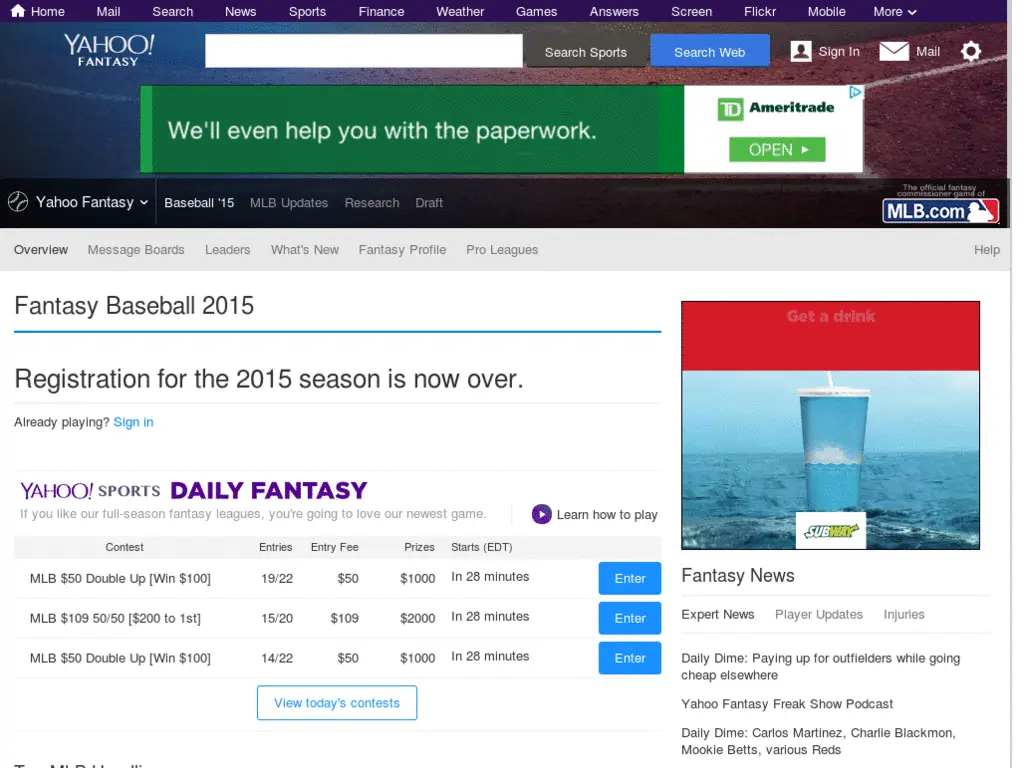 Home Mail Search News Sports Finance Weather Games Answers Screen Flickr Mobile More
YAHOO!
FANTASY
Search Sports
Search Web
Sign In
Mail
We'll even help you with the paperwork.
TD Ameritrade
OPEN
Yahoo Fantasy
Baseball '15
MLB Updates
Research
Draft
The official fantasy
commissioner game of
MLB.com
Overview Message Boards Leaders What's New Fantasy Profile Pro Leagues Help
Fantasy Baseball 2015
Registration for the 2015 season is now over.
Already playing? Sign in
YAHOO! SPORTS DAILY FANTASY
If you like our full-season fantasy leagues, you're going to love our newest game.
Learn how to play
Contest Entries Entry Fee Prizes Starts (EDT)
MLB $50 Double Up [Win $100] 19/22 $50 $1000 In 28 minutes Enter
MLB $109 50/50 [$200 to 1st] 15/20 $109 $2000 In 28 minutes Enter
MLB $50 Double Up [Win $100] 14/22 $50 $1000 In 28 minutes Enter
View today's contests
Get a drink
SUBWAY
Fantasy News
Expert News Player Updates Injuries
Daily Dime: Paying up for outfielders while going
cheap elsewhere
Yahoo Fantasy Freak Show Podcast
Daily Dime: Carlos Martinez, Charlie Blackmon,
Mookie Betts, various Reds